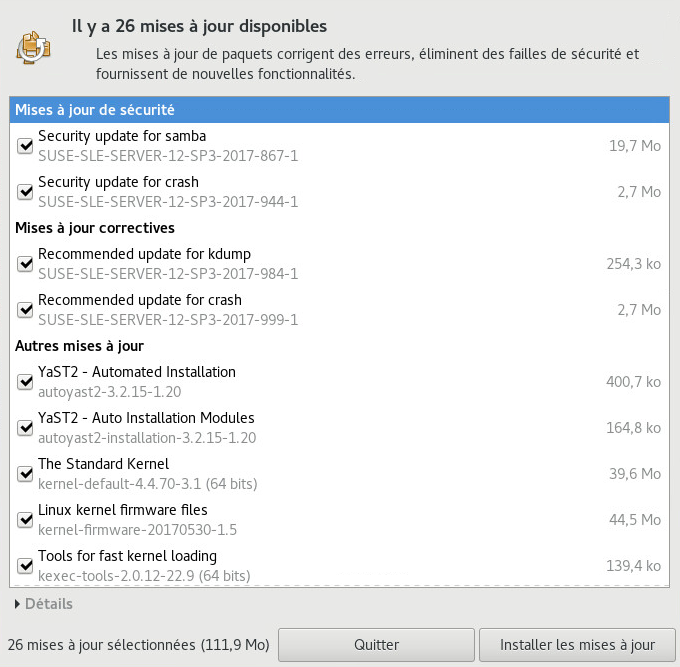 Il y a 26 mises à jour disponibles
Les mises à jour de paquets corrigent des erreurs, éliminent des failles de sécurité et
fournissent de nouvelles fonctionnalités.
Mises à jour de sécurité
Security update for samba
SUSE-SLE-SERVER-12-SP3-2017-867-1
19,7 Mo
Security update for crash
SUSE-SLE-SERVER-12-SP3-2017-944-1
2,7 Mo
Mises à jour correctives
Recommended update for kdump
SUSE-SLE-SERVER-12-SP3-2017-984-1
254,3 ko
Recommended update for crash
SUSE-SLE-SERVER-12-SP3-2017-999-1
2,7 Mo
Autres mises à jour
YaST2 - Automated Installation
autoyast2-3.2.15-1.20
400,7 ko
YaST2 - Auto Installation Modules
autoyast2-installation-3.2.15-1.20
164,8 ko
The Standard Kernel
kernel-default-4.4.70-3.1 (64 bits)
39,6 Mo
Linux kernel firmware files
kernel-firmware-20170530-1.5
44,5 Mo
Tools for fast kernel loading
kexec-tools-2.0.12-22.9 (64 bits)
139,4 ko
Détails
26 mises à jour sélectionnées (111,9 Mo)
Quitter
Installer les mises à jour